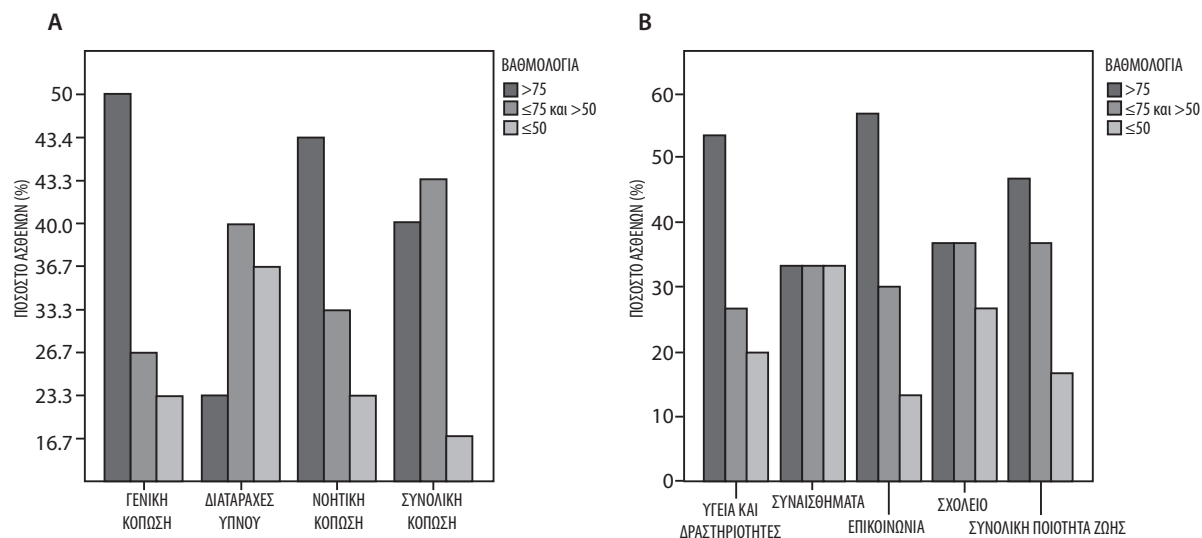 A
ΠΟΣΟΣΤΟ ΑΣΘΕΝΩΝ (%)
50
43.4
43.3
40.0
36.7
33.3
26.7
23.3
16.7
ΓΕΝΙΚΗ
ΚΟΠΩΣΗ
ΔΙΑΤΑΡΑΧΕΣ
ΥΠΝΟΥ
ΝΟΗΤΙΚΗ
ΚΟΠΩΣΗ
ΣΥΝΟΛΙΚΗ
ΚΟΠΩΣΗ
ΒΑΘΜΟΛΟΓΙΑ
>75
≤75 και >50
≤50
B
ΠΟΣΟΣΤΟ ΑΣΘΕΝΩΝ (%)
60
50
40
30
20
10
0
ΥΓΕΙΑ ΚΑΙ
ΔΡΑΣΤΗΡΙΟΤΗΤΕΣ
ΣΥΝΑΙΣΘΗΜΑΤΑ
ΕΠΙΚΟΙΝΩΝΙΑ
ΣΧΟΛΕΙΟ
ΣΥΝΟΛΙΚΗ ΠΟΙΟΤΗΤΑ ΖΩΗΣ
ΒΑΘΜΟΛΟΓΙΑ
>75
≤75 και >50
≤50